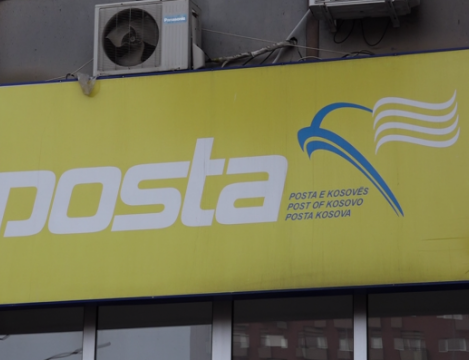 posta
POSTA E KOSOVËS
POST OF KOSOVO
POSTA KOSOVA